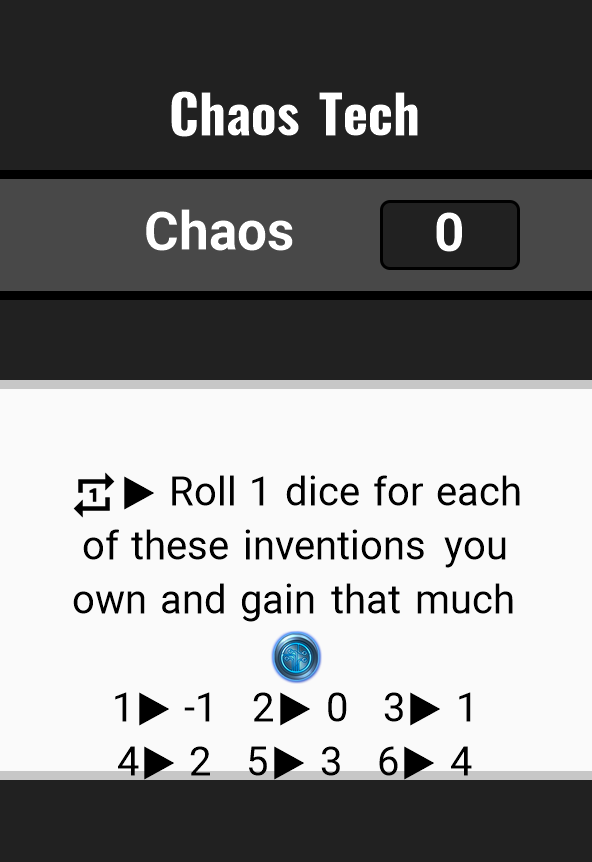 Chaos Tech
Chaos 0
1 ▶ Roll 1 dice for each
of these inventions you
own and gain that much
1▶ -1 2▶ 0 3▶ 1
4▶ 2 5▶ 3 6▶ 4